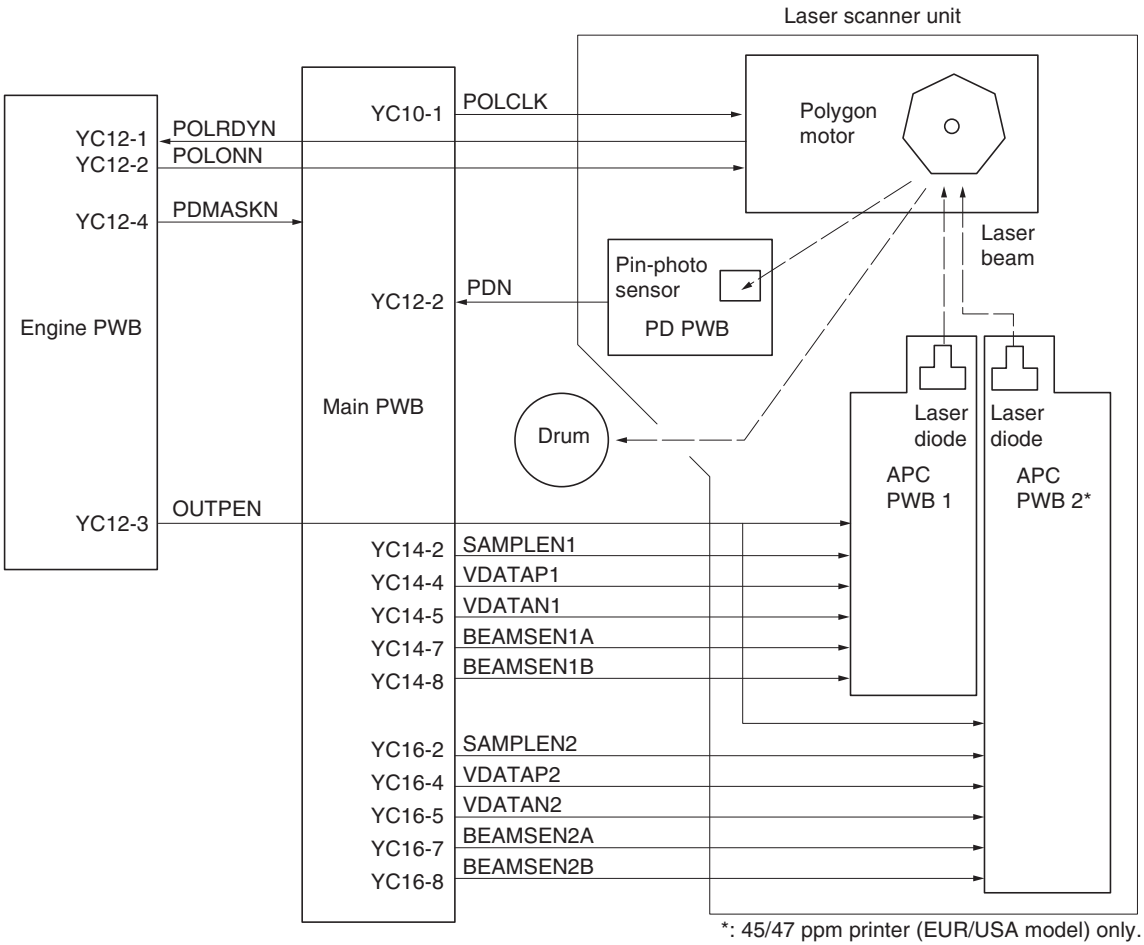 Laser scanner unit
YC10-1
POLCLK
Polygon
motor
YC12-1
POLRDYN
YC12-2
POLONN
YC12-4
PDMASKN
Laser
beam
Pin-photo
sensor
PD PWB
YC12-2
PDN
Engine PWB
Main PWB
Drum
Laser
diode
Laser
diode
APC
PWB 1
APC
PWB 2*
YC12-3
OUTPEN
YC14-2
SAMPLEN1
YC14-4
VDATAP1
YC14-5
VDATAN1
YC14-7
BEAMSEN1A
YC14-8
BEAMSEN1B
YC16-2
SAMPLEN2
YC16-4
VDATAP2
YC16-5
VDATAN2
YC16-7
BEAMSEN2A
YC16-8
BEAMSEN2B
*: 45/47 ppm printer (EUR/USA model) only.